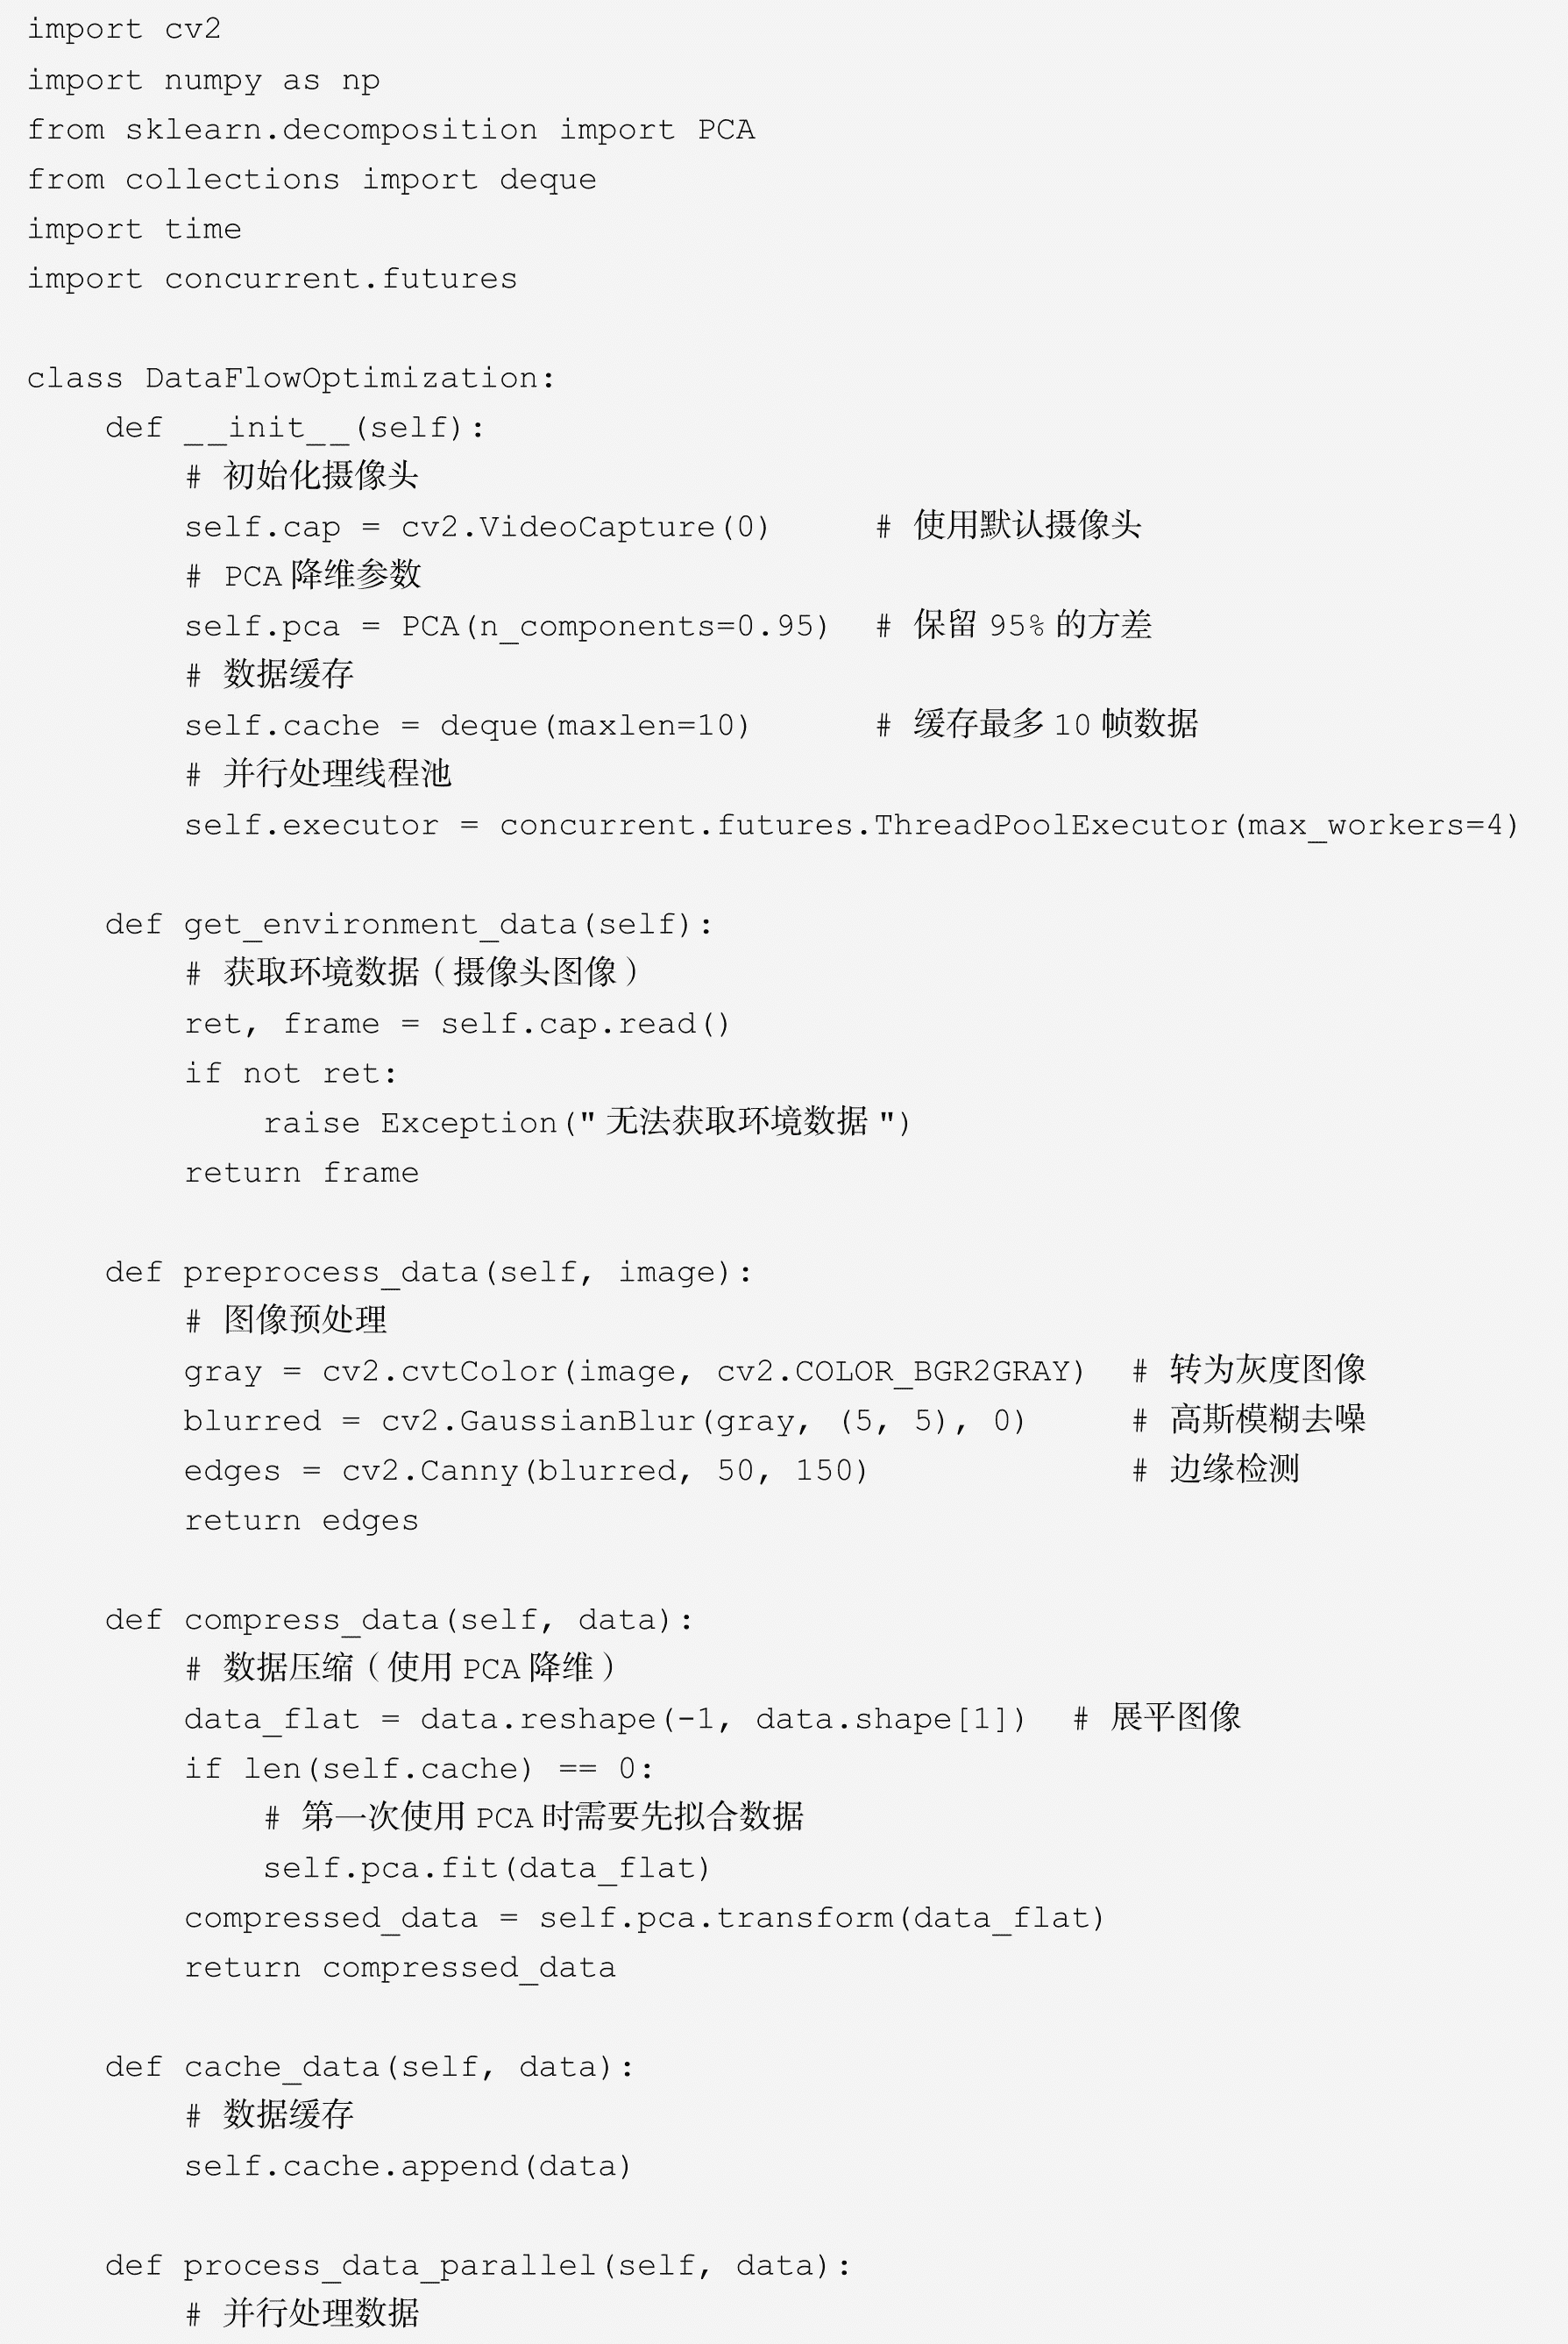 import cv2
import numpy as np
from sklearn.decomposition import PCA
from collections import deque
import time
import concurrent.futures

class DataFlowOptimization:
    def __init__(self):
        # 初始化摄像头
        self.cap = cv2.VideoCapture(0)     # 使用默认摄像头
        # PCA 降维参数
        self.pca = PCA(n_components=0.95)  # 保留 95% 的方差
        # 数据缓存
        self.cache = deque(maxlen=10)      # 缓存最多 10 帧数据
        # 并行处理线程池
        self.executor = concurrent.futures.ThreadPoolExecutor(max_workers=4)

    def get_environment_data(self):
        # 获取环境数据（摄像头图像）
        ret, frame = self.cap.read()
        if not ret:
            raise Exception(" 无法获取环境数据 ")
        return frame

    def preprocess_data(self, image):
        # 图像预处理
        gray = cv2.cvtColor(image, cv2.COLOR_BGR2GRAY)  # 转为灰度图像
        blurred = cv2.GaussianBlur(gray, (5, 5), 0)     # 高斯模糊去噪
        edges = cv2.Canny(blurred, 50, 150)             # 边缘检测
        return edges

    def compress_data(self, data):
        # 数据压缩（使用 PCA 降维）
        data_flat = data.reshape(-1, data.shape[1])  # 展平图像
        if len(self.cache) == 0:
            # 第一次使用 PCA 时需要先拟合数据
            self.pca.fit(data_flat)
        compressed_data = self.pca.transform(data_flat)
        return compressed_data

    def cache_data(self, data):
        # 数据缓存
        self.cache.append(data)

    def process_data_parallel(self, data):
        # 并行处理数据